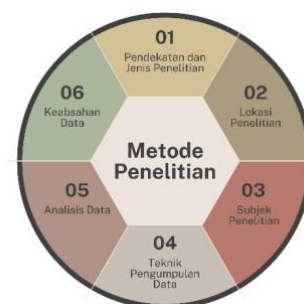 01
Pendekatan dan
Jenis Penelitian
02
Lokasi
Penelitian
03
Subjek
Penelitian
04
Teknik
Pengumpulan
Data
05
Analisis Data
06
Keabsahan
Data
Metode
Penelitian